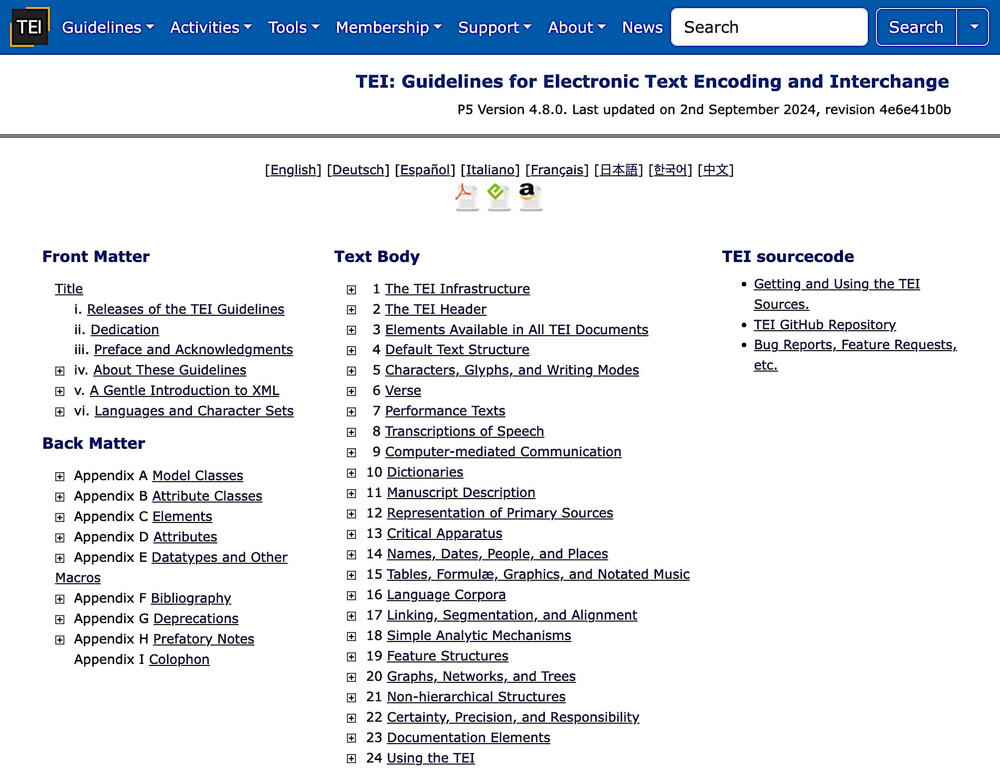 TEI Guidelines Activities Tools Membership Support About News Search Search
TEI: Guidelines for Electronic Text Encoding and Interchange
P5 Version 4.8.0. Last updated on 2nd September 2024, revision 4e6e41b0b
[English] [Deutsch] [Español] [Italiano] [Français] [日本語] [한국어] [中文]
Front Matter
Title
i. Releases of the TEI Guidelines
ii. Dedication
iii. Preface and Acknowledgments
iv. About These Guidelines
v. A Gentle Introduction to XML
vi. Languages and Character Sets
Back Matter
Appendix A Model Classes
Appendix B Attribute Classes
Appendix C Elements
Appendix D Attributes
Appendix E Datatypes and Other
Macros
Appendix F Bibliography
Appendix G Deprecations
Appendix H Prefatory Notes
Appendix I Colophon
Text Body
1 The TEI Infrastructure
2 The TEI Header
3 Elements Available in All TEI Documents
4 Default Text Structure
5 Characters, Glyphs, and Writing Modes
6 Verse
7 Performance Texts
8 Transcriptions of Speech
9 Computer-mediated Communication
10 Dictionaries
11 Manuscript Description
12 Representation of Primary Sources
13 Critical Apparatus
14 Names, Dates, People, and Places
15 Tables, Formulæ, Graphics, and Notated Music
16 Language Corpora
17 Linking, Segmentation, and Alignment
18 Simple Analytic Mechanisms
19 Feature Structures
20 Graphs, Networks, and Trees
21 Non-hierarchical Structures
22 Certainty, Precision, and Responsibility
23 Documentation Elements
24 Using the TEI
TEI sourcecode
• Getting and Using the TEI
Sources.
• TEI GitHub Repository
• Bug Reports, Feature Requests,
etc.